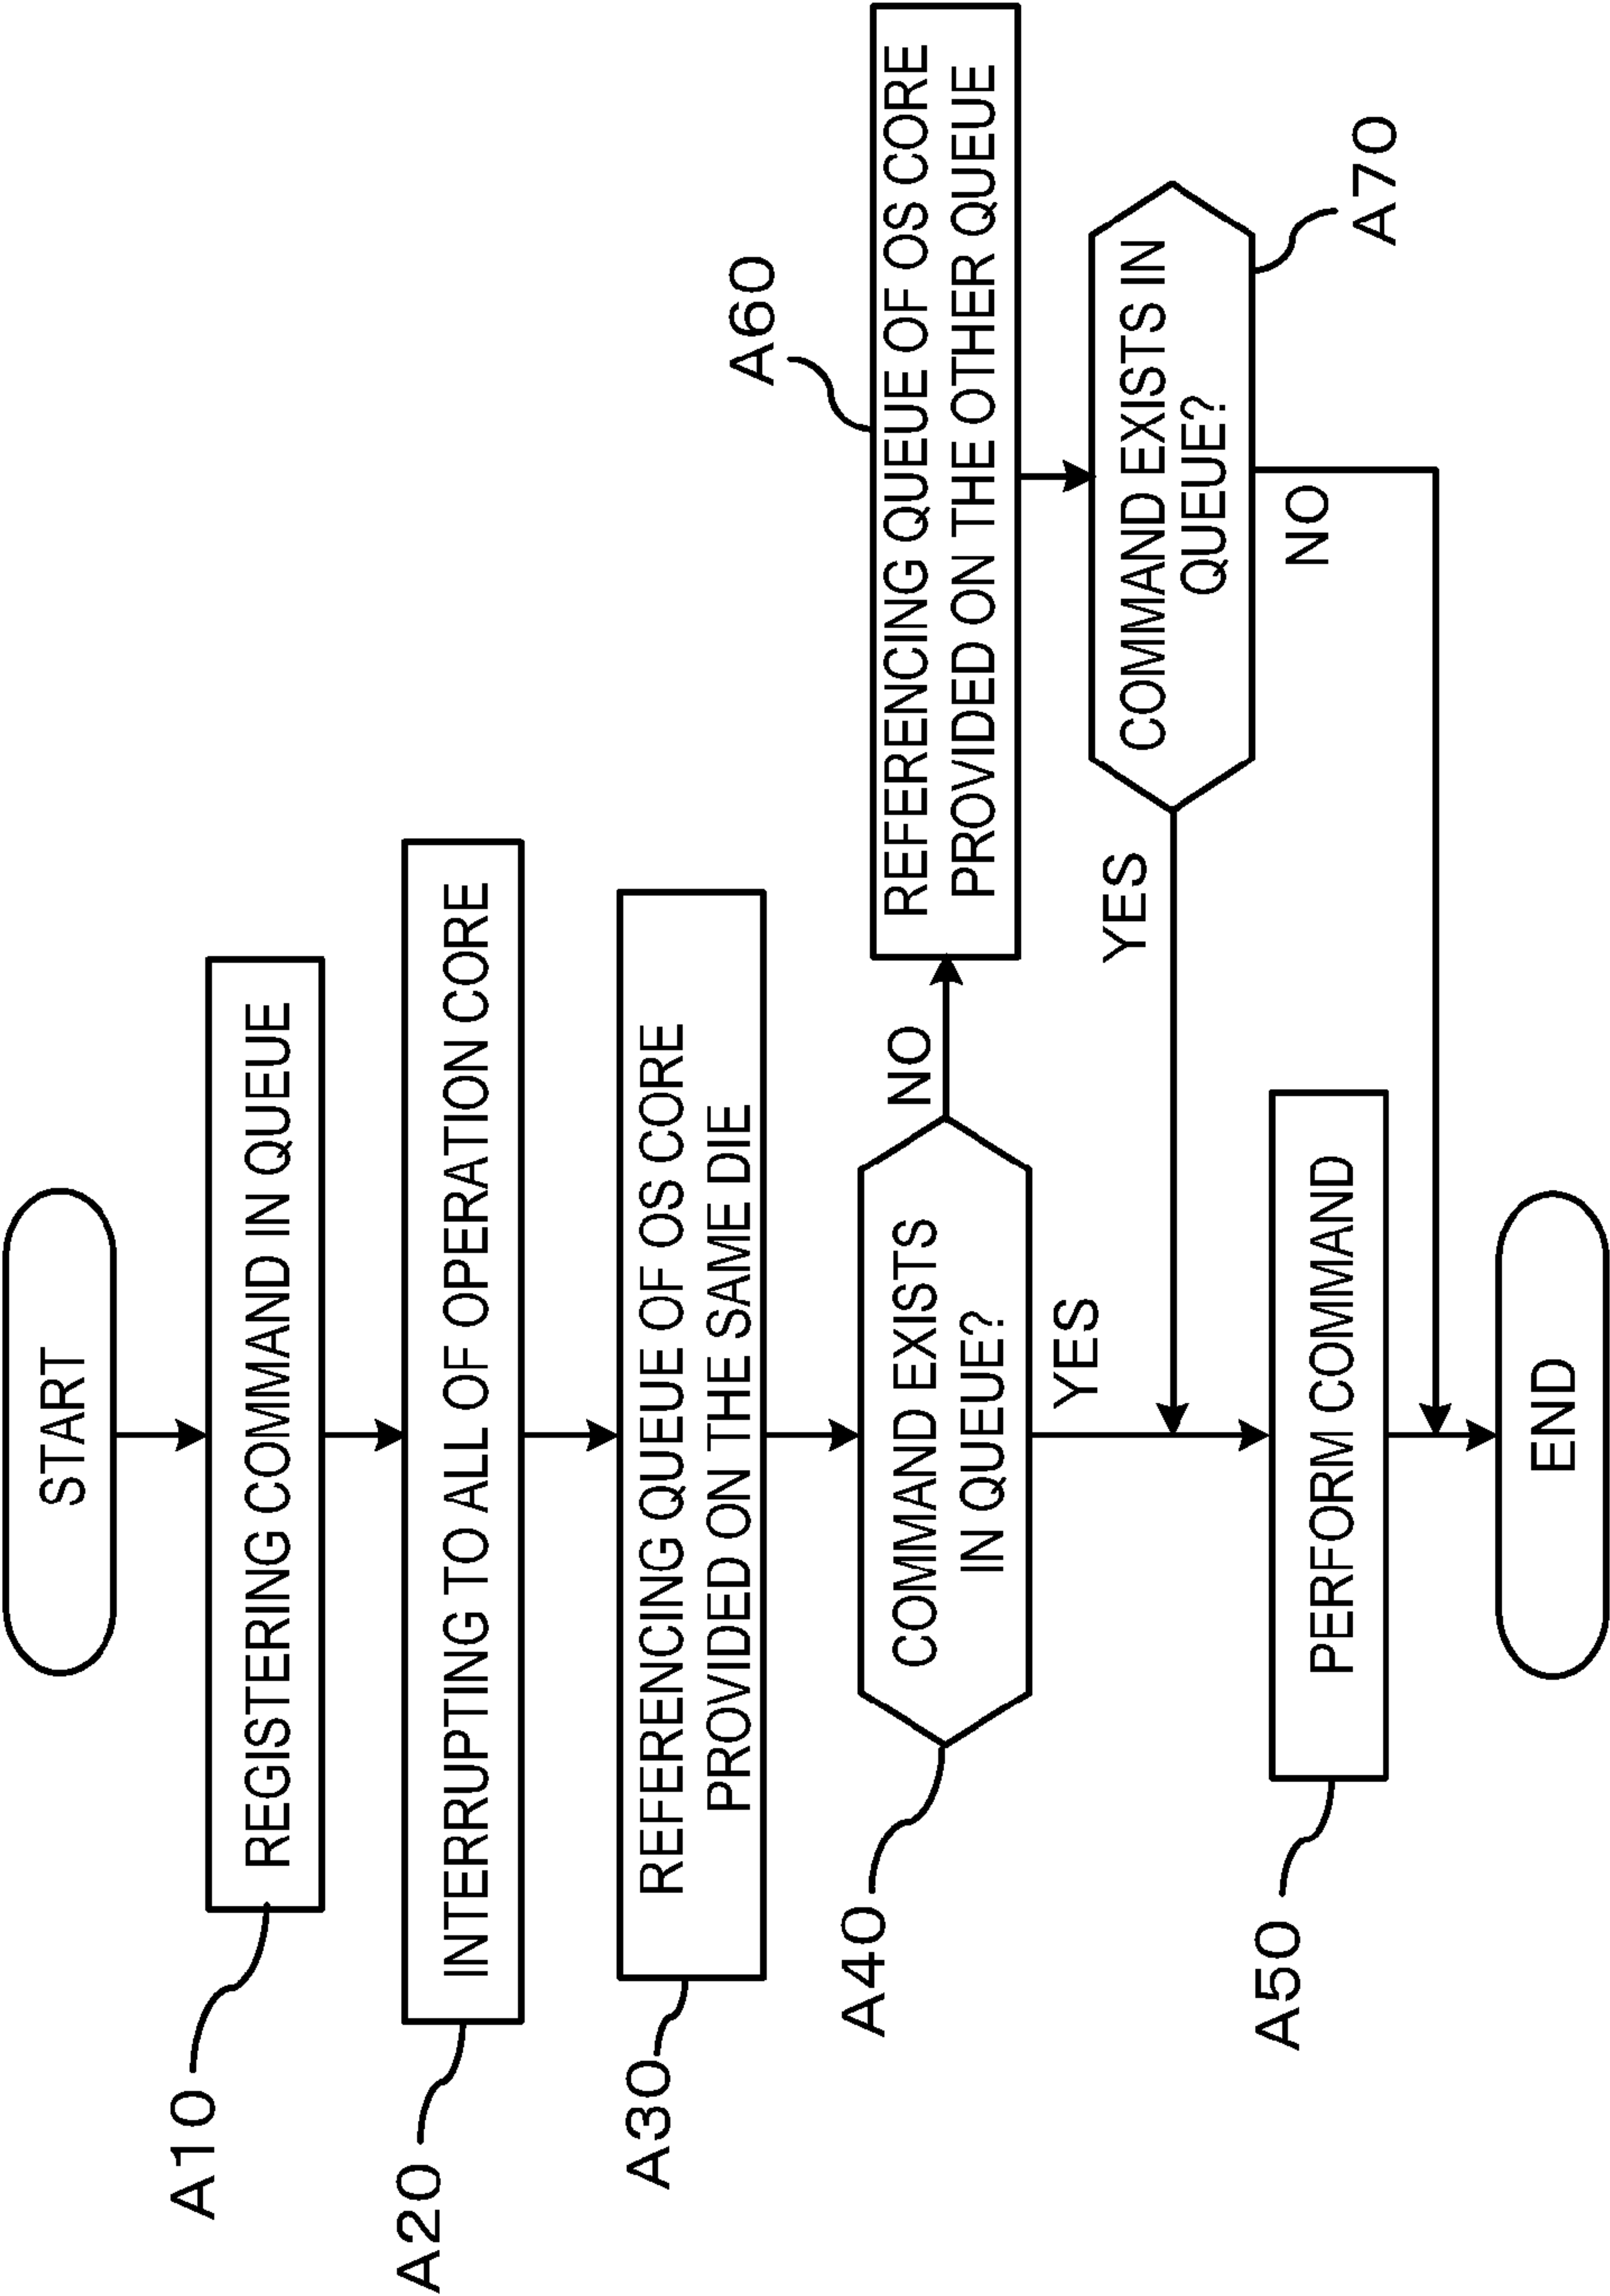 START
A10
REGISTERING COMMAND IN QUEUE
A20
INTERRUPTING TO ALL OF OPERATION CORE
A30
REFERENCING QUEUE OF OS CORE
PROVIDED ON THE SAME DIE
A40
COMMAND EXISTS
IN QUEUE?
NO
YES
A60
REFERENCING QUEUE OF OS CORE
PROVIDED ON THE OTHER QUEUE
A70
COMMAND EXISTS IN
QUEUE?
YES
NO
A50
PERFORM COMMAND
END